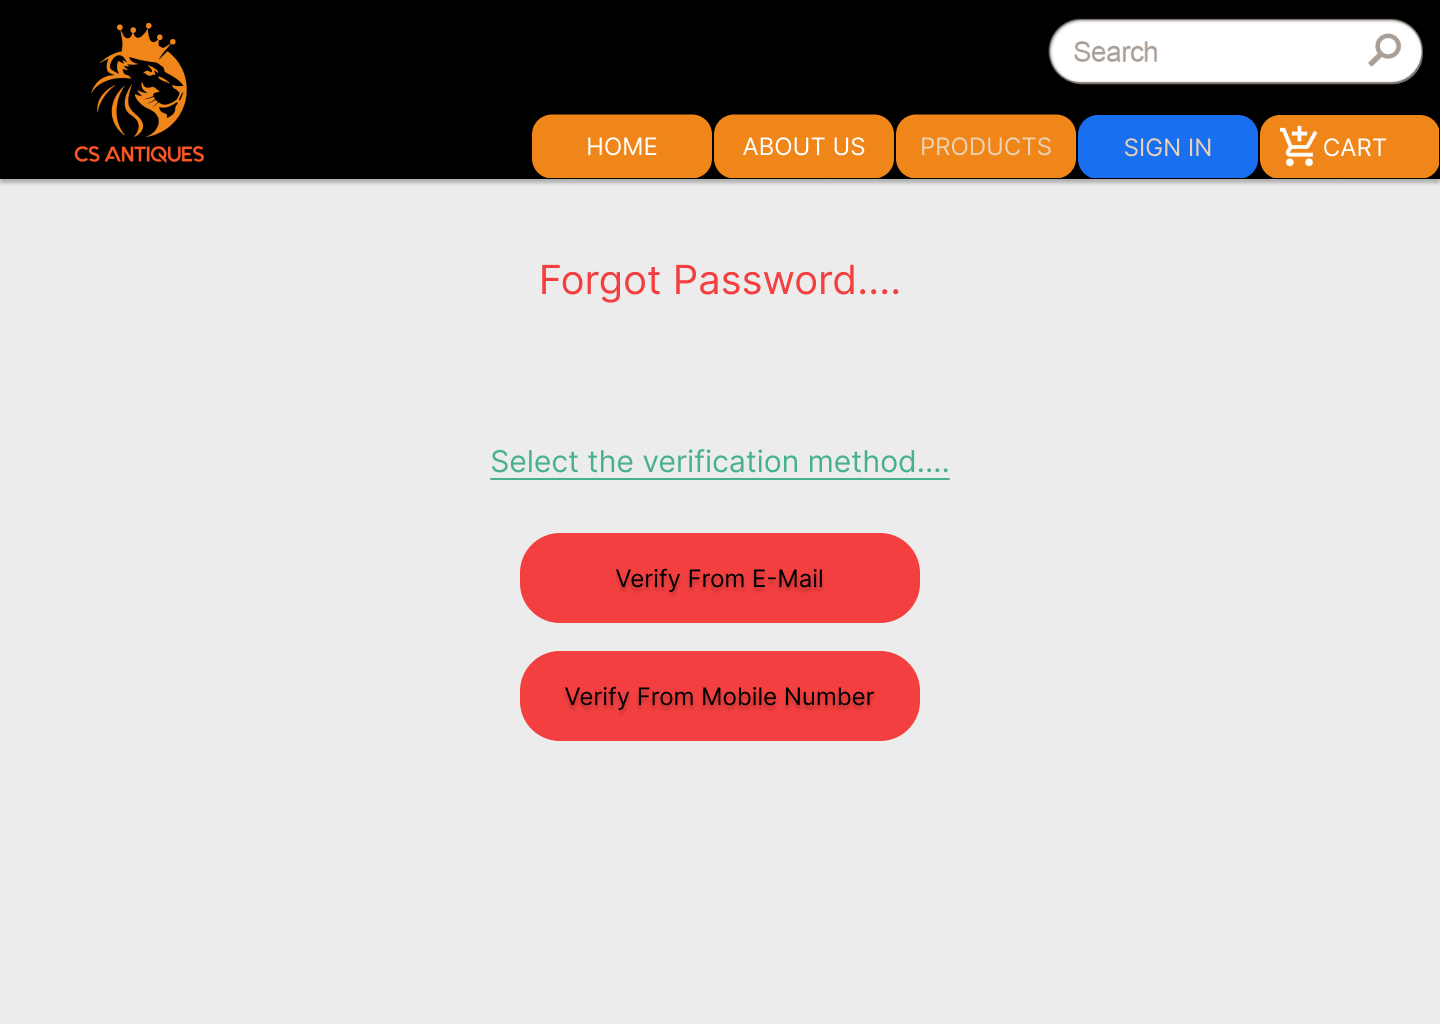 CS ANTIQUES
Search
HOME
ABOUT US
PRODUCTS
SIGN IN
CART
Forgot Password....
Select the verification method....
Verify From E-Mail
Verify From Mobile Number